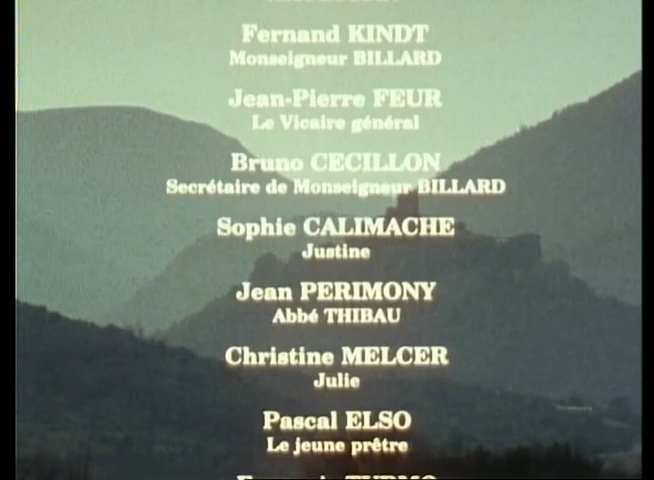 Fernand KINDT
Monseigneur BILLARD
Jean-Pierre FEUR
Le Vicaire général
Bruno CECILLON
Secrétaire de Monseigneur BILLARD
Sophie CALIMACHE
Justine
Jean PERIMONY
Abbé THIBAU
Christine MELCER
Julie
Pascal ELSO
Le jeune prêtre